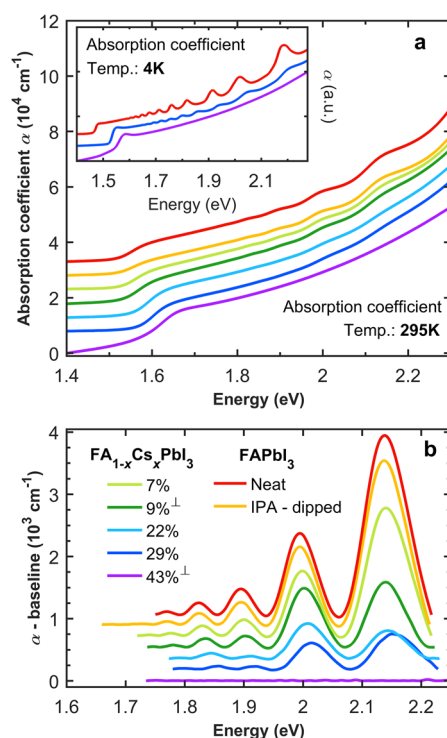 a
Absorption coefficient
Temp.: 4K
α (a.u.)
1.5 1.7 1.9 2.1
Energy (eV)
Absorption coefficient α (10⁴ cm⁻¹)
12
10
8
6
4
2
0
Absorption coefficient
Temp.: 295K
1.4 1.6 1.8 2 2.2
Energy (eV)
b
FA₁₋ₓCsₓPbI₃ FAPbI₃
7% Neat
9%⊥ IPA - dipped
22%
29%
43%⊥
α - baseline (10³ cm⁻¹)
4
3
2
1
0
1.6 1.7 1.8 1.9 2 2.1 2.2
Energy (eV)